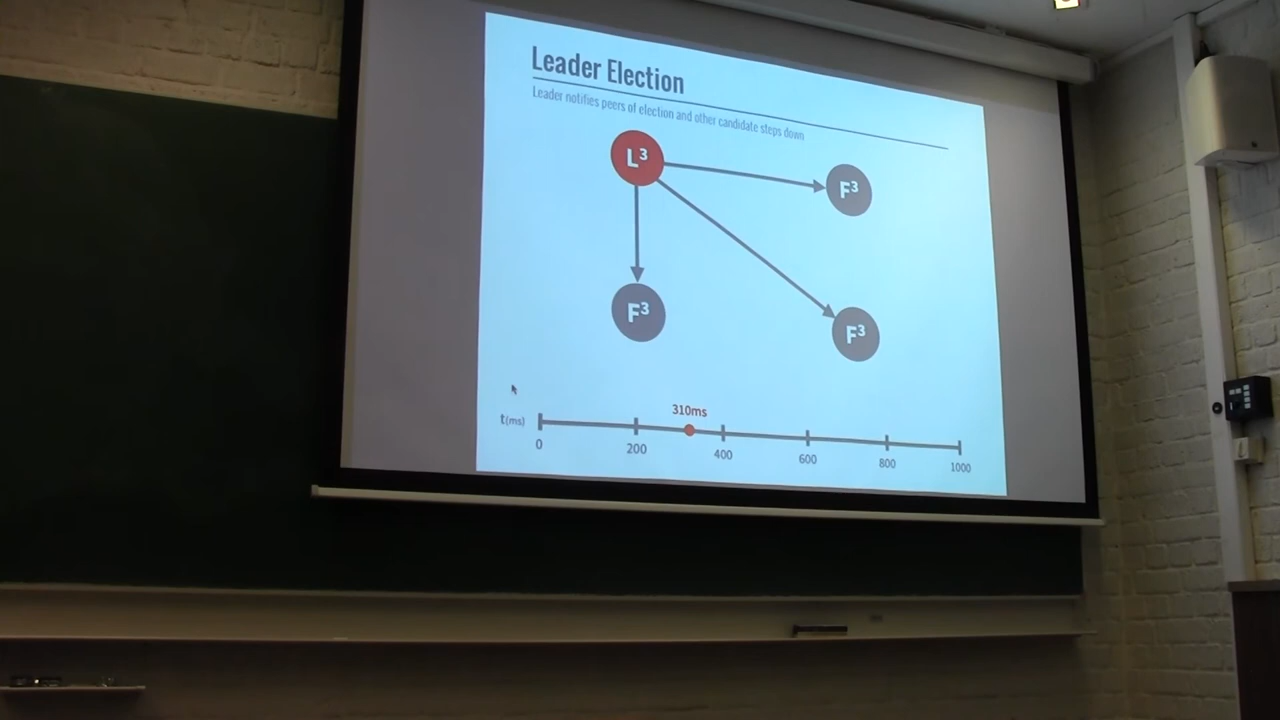 Leader Election
Leader notifies peers of election and other candidate steps down
L³
F³
F³
F³
310ms
t(ms)
0
200
400
600
800
1000